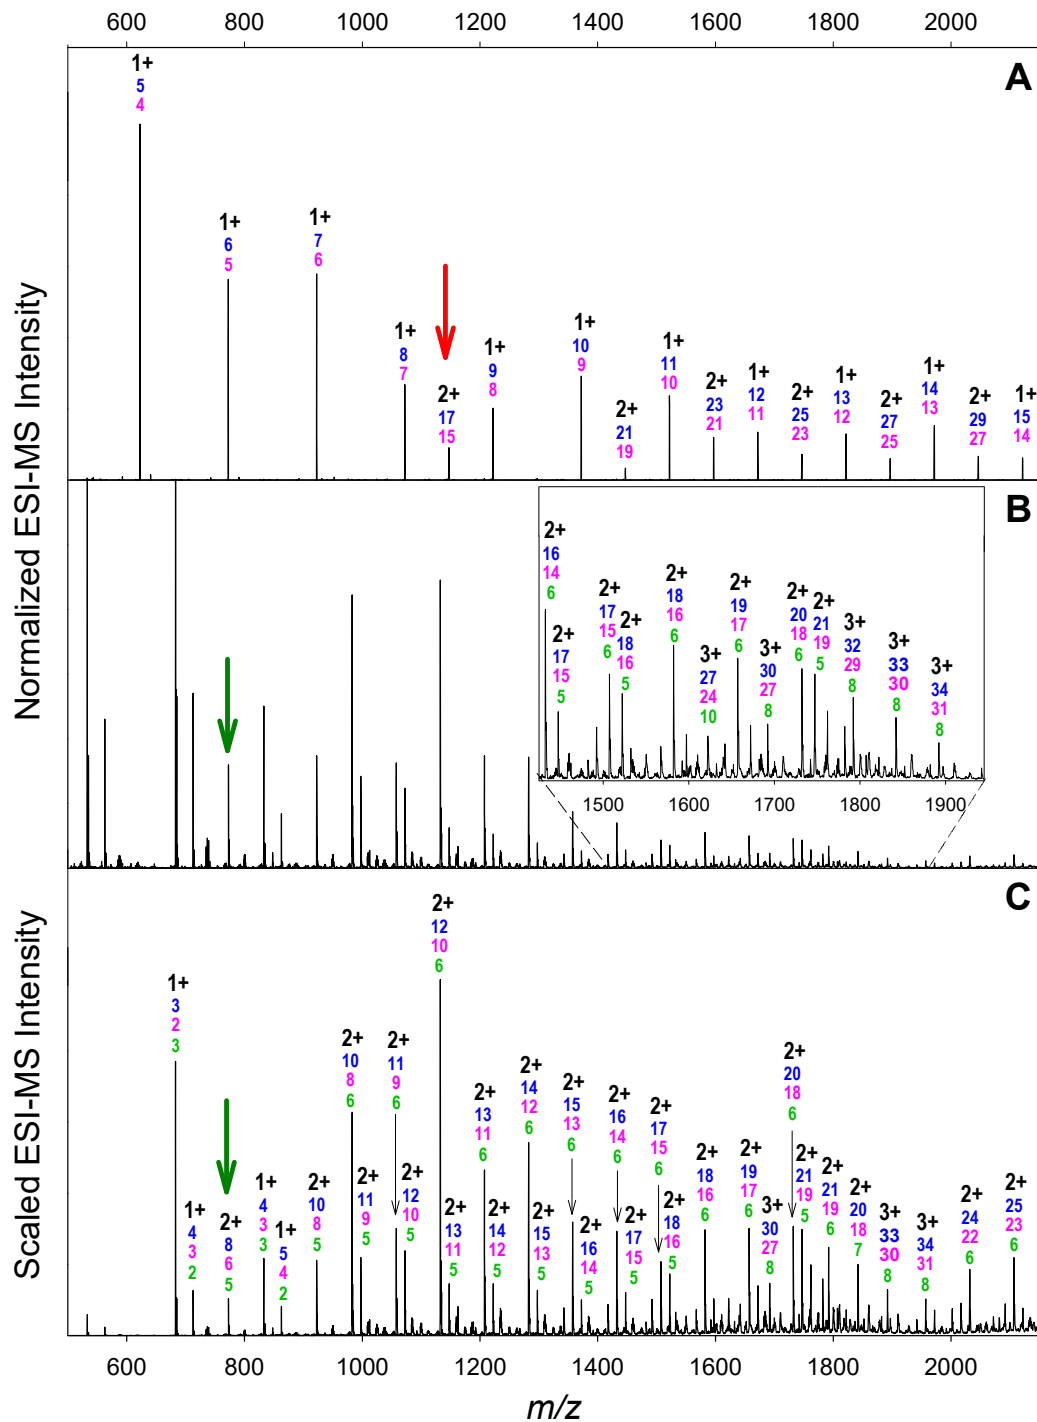 600 800 1000 1200 1400 1600 1800 2000
A
1+ 5 4
1+ 6 5
1+ 7 6
1+ 8 7
2+ 17 15
1+ 9 8
1+ 10 9
2+ 21 19
1+ 11 10
2+ 23 21
1+ 12 11
2+ 25 23
1+ 13 12
2+ 27 25
1+ 14 13
2+ 29 27
1+ 15 14
Normalized ESI-MS Intensity
B
2+ 16 14 6
2+ 17 15 5
2+ 17 15 6
2+ 18 16 5
2+ 18 16 6
3+ 27 24 10
2+ 19 17 6
3+ 30 27 8
2+ 20 18 6
2+ 21 19 5
3+ 32 29 8
3+ 33 30 8
3+ 34 31 8
1500 1600 1700 1800 1900
C
Scaled ESI-MS Intensity
1+ 3 2 3
1+ 4 3 2
2+ 8 6 5
1+ 4 3 3
1+ 5 4 2
2+ 10 8 5
2+ 10 8 6
2+ 11 9 5
2+ 11 9 6
2+ 12 10 5
2+ 12 10 6
2+ 13 11 5
2+ 13 11 6
2+ 14 12 5
2+ 14 12 6
2+ 15 13 5
2+ 15 13 6
2+ 16 14 5
2+ 16 14 6
2+ 17 15 5
2+ 17 15 6
2+ 18 16 5
2+ 18 16 6
2+ 19 17 6
3+ 30 27 8
2+ 20 18 6
2+ 21 19 5
2+ 21 19 6
2+ 20 18 7
3+ 33 30 8
3+ 34 31 8
2+ 24 22 6
2+ 25 23 6
600 800 1000 1200 1400 1600 1800 2000
m/z